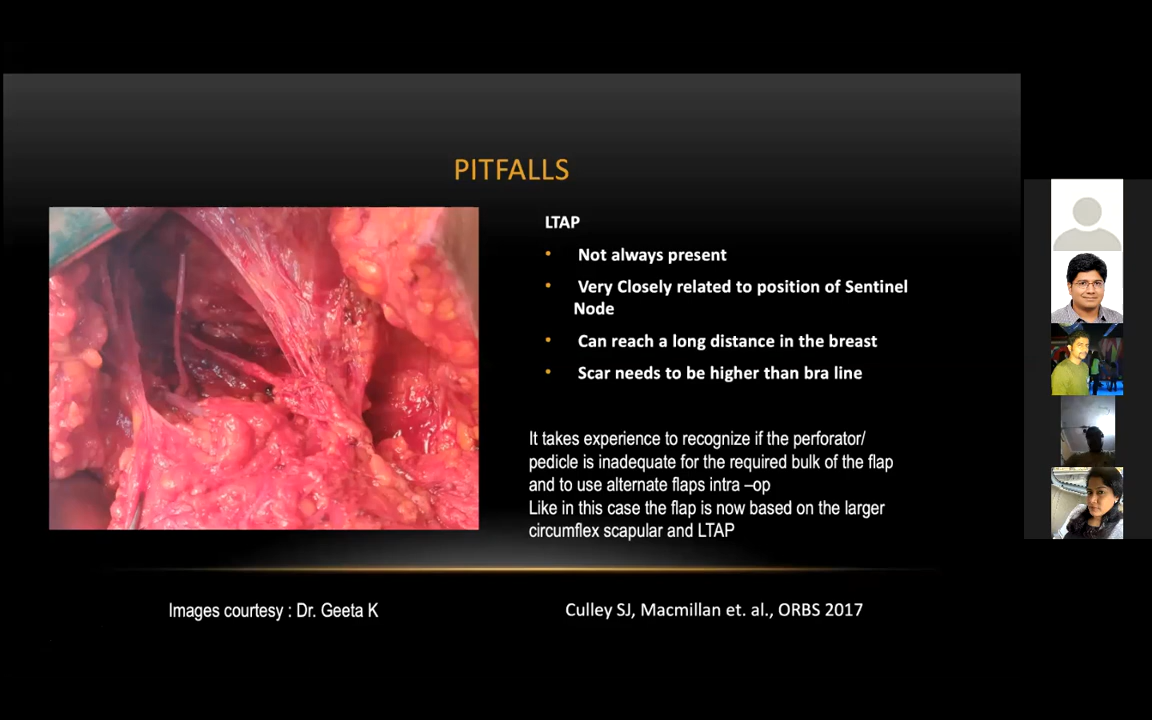 PITFALLS
LTAP
• Not always present
• Very Closely related to position of Sentinel
Node
• Can reach a long distance in the breast
• Scar needs to be higher than bra line
It takes experience to recognize if the perforator/
pedicle is inadequate for the required bulk of the flap
and to use alternate flaps intra –op
Like in this case the flap is now based on the larger
circumflex scapular and LTAP
Images courtesy : Dr. Geeta K
Culley SJ, Macmillan et. al., ORBS 2017